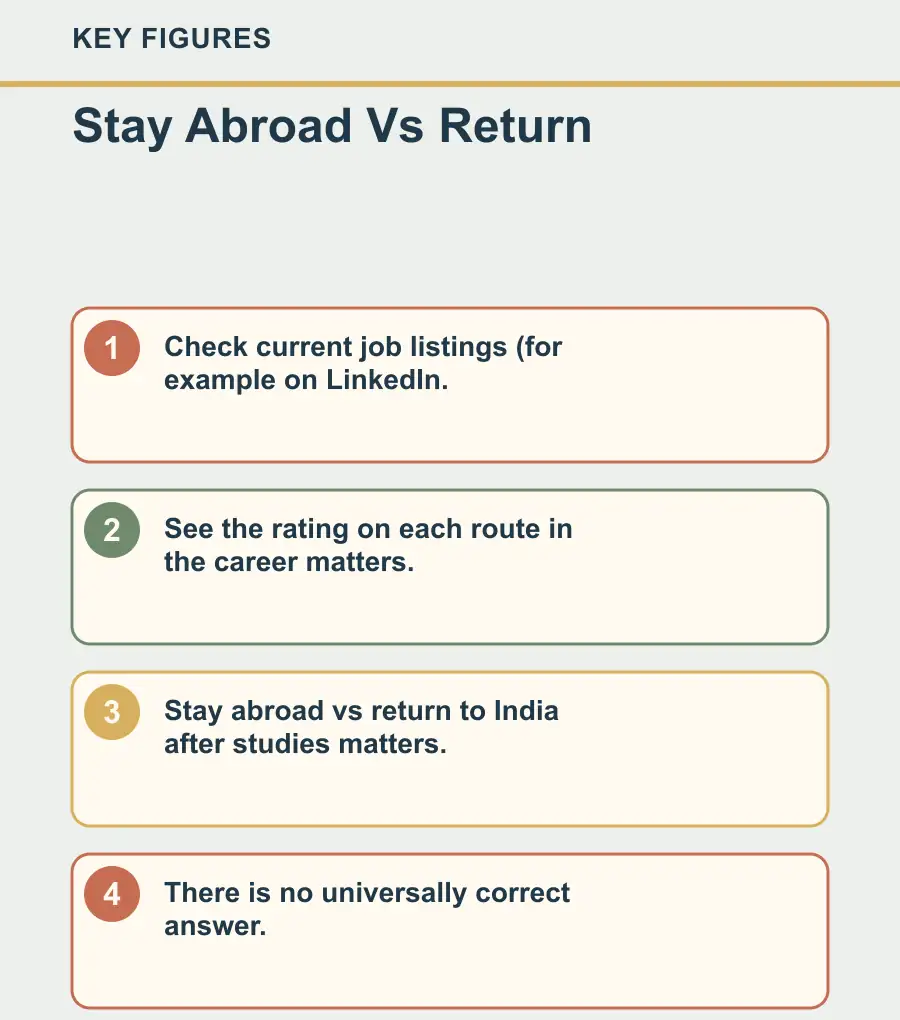 KEY FIGURES
Stay Abroad Vs Return
1
Check current job listings (for
example on LinkedIn.
2
See the rating on each route in
the career matters.
3
Stay abroad vs return to India
after studies matters.
4
There is no universally correct
answer.